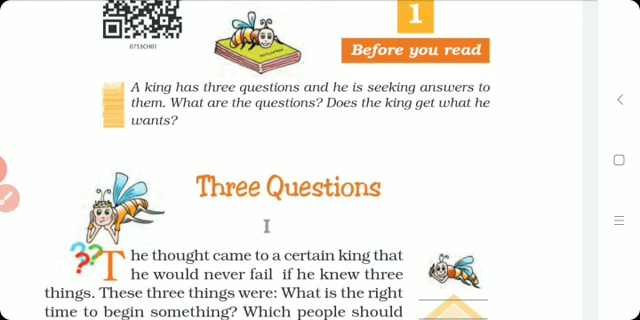 1
0753CH01
Before you read
A king has three questions and he is seeking answers to
them. What are the questions? Does the king get what he
wants?
Three Questions
I
??
The thought came to a certain king that
he would never fail if he knew three
things. These three things were: What is the right
time to begin something? Which people should